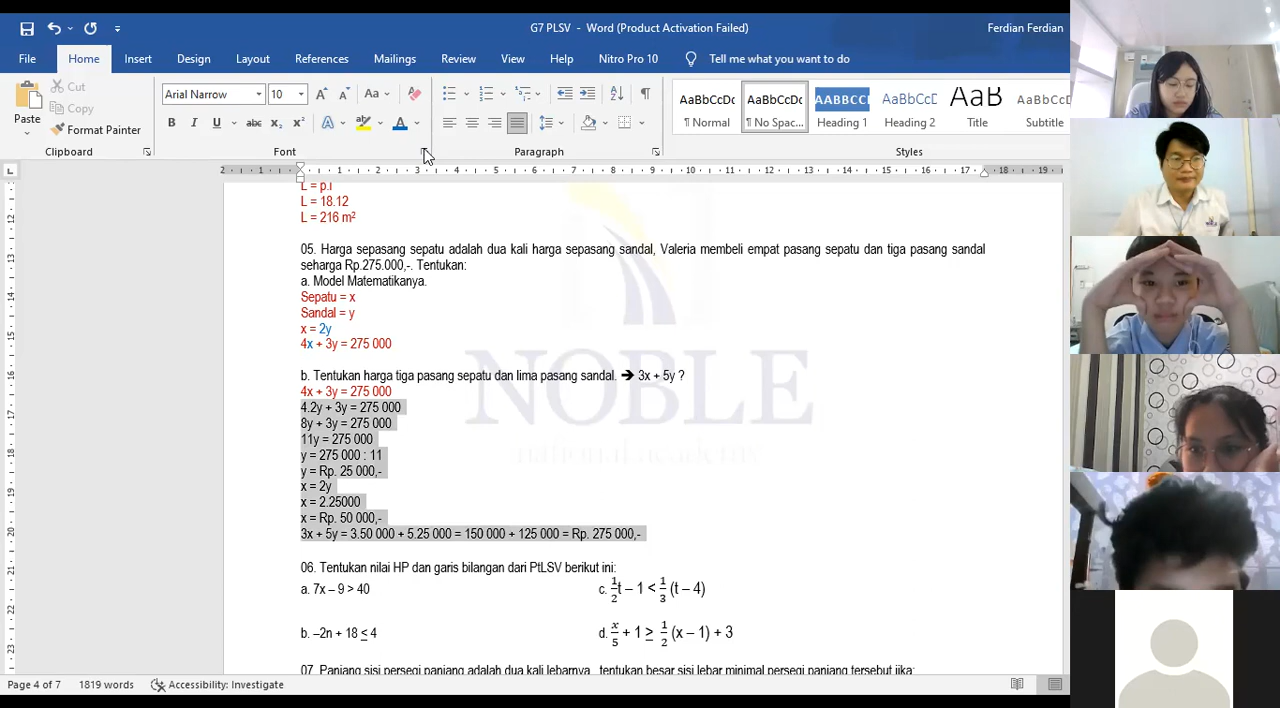 G7 PLSV - Word (Product Activation Failed)
Ferdian Ferdian
File Home Insert Design Layout References Mailings Review View Help Nitro Pro 10 Tell me what you want to do
Paste
Cut
Copy
Format Painter
Clipboard
Arial Narrow 10
Font
Paragraph
AaBbCcDc AaBbCcDc AABBCCI AaBbCcDc AaB AaBbCcD
¶ Normal ¶ No Spac... Heading 1 Heading 2 Title Subtitle
Styles
L = p.l
L = 18.12
L = 216 m²
05. Harga sepasang sepatu adalah dua kali harga sepasang sandal, Valeria membeli empat pasang sepatu dan tiga pasang sandal
seharga Rp.275.000,-. Tentukan:
a. Model Matematikanya.
Sepatu = x
Sandal = y
x = 2y
4x + 3y = 275 000
b. Tentukan harga tiga pasang sepatu dan lima pasang sandal. ➔ 3x + 5y ?
4x + 3y = 275 000
4.2y + 3y = 275 000
8y + 3y = 275 000
11y = 275 000
y = 275 000 : 11
y = Rp. 25 000,-
x = 2y
x = 2.25000
x = Rp. 50 000,-
3x + 5y = 3.50 000 + 5.25 000 = 150 000 + 125 000 = Rp. 275 000,-
NOBLE
national academy
06. Tentukan nilai HP dan garis bilangan dari PtLSV berikut ini:
a. 7x – 9 > 40
c. 1/2t – 1 < 1/3 (t – 4)
b. –2n + 18 ≤ 4
d. x/5 + 1 ≥ 1/2 (x – 1) + 3
07. Panjang sisi persegi panjang adalah dua kali lebarnya, tentukan besar sisi lebar minimal persegi panjang tersebut jika:
Page 4 of 7 1819 words Accessibility: Investigate